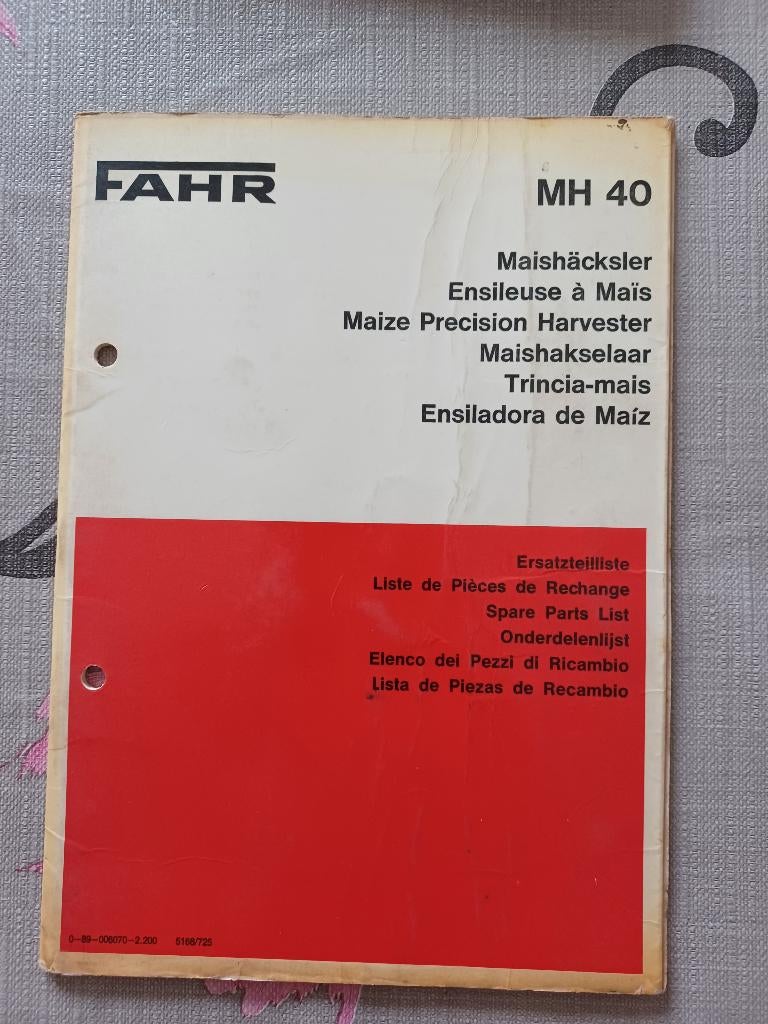 FAHR
MH 40
Maishäcksler
Ensileuse à Maïs
Maize Precision Harvester
Maishakselaar
Trincia-mais
Ensiladora de Maíz
Ersatzteilliste
Liste de Pièces de Rechange
Spare Parts List
Onderdelenlijst
Elenco dei Pezzi di Ricambio
Lista de Piezas de Recambio
0-89-006070-2.200 5168/725